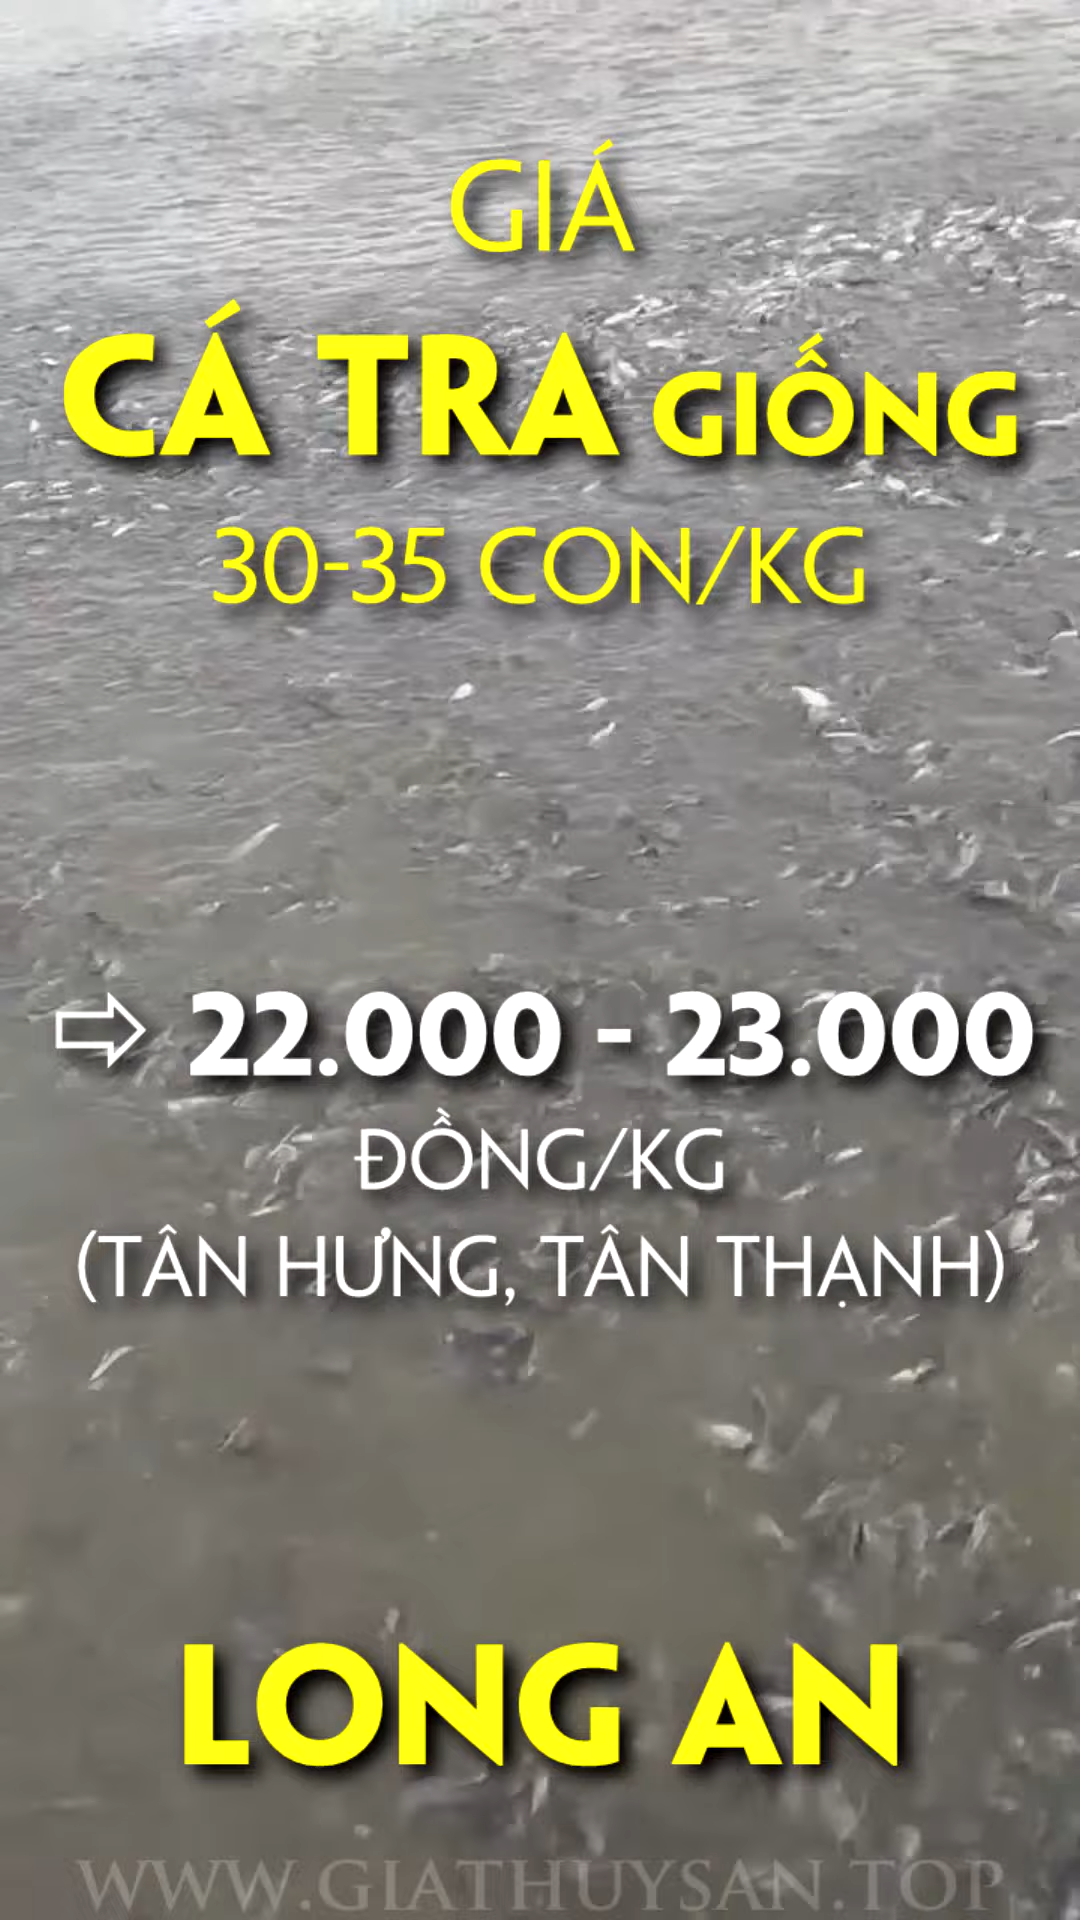 GIÁ
CÁ TRA GIỐNG
30-35 CON/KG
⇨ 22.000 - 23.000
ĐỒNG/KG
(TÂN HƯNG, TÂN THẠNH)
LONG AN
WWW.GIATHUYSAN.TOP